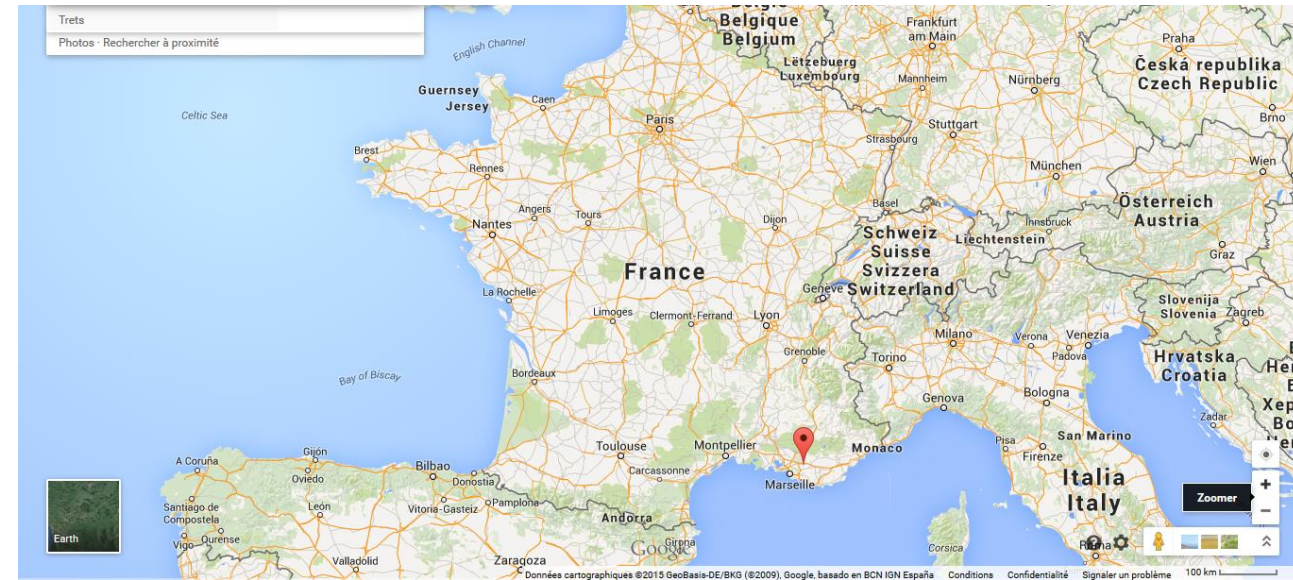 Trets
Photos · Rechercher à proximité
Belgique
Belgium
Frankfurt
am Main
Praha
English Channel
Lëtzebuerg
Luxembourg
Česká republika
Czech Republic
Guernsey
Jersey
Caen
Mannheim
Nürnberg
Celtic Sea
Paris
Brno
Stuttgart
Strasbourg
Brest
Rennes
München
Wien
Angers
Tours
Dijon
Basel
Österreich
Austria
Nantes
Innsbruck
Schweiz
Suisse
Svizzera
Switzerland
Liechtenstein
Graz
France
Genève
La Rochelle
Limoges
Clermont-Ferrand
Lyon
Slovenija
Slovenia
Zagreb
Milano
Verona
Venezia
Padova
Grenoble
Torino
Hrvatska
Croatia
Bay of Biscay
Bordeaux
Genova
Bologna
Zadar
Toulouse
Montpellier
Monaco
Pisa
San Marino
Firenze
A Coruña
Gijón
Oviedo
Bilbao
Donostia
Carcassonne
Marseille
Italia
Italy
Zoomer
+
−
Santiago de
Compostela
León
Vitoria-Gasteiz
Pamplona
Andorra
Earth
Vigo
Ourense
Girona
Google
Corsica
Roma
Valladolid
Zaragoza
Données cartographiques ©2015 GeoBasis-DE/BKG (©2009), Google, basado en BCN IGN España
Conditions
Confidentialité
Signaler un problème
100 km